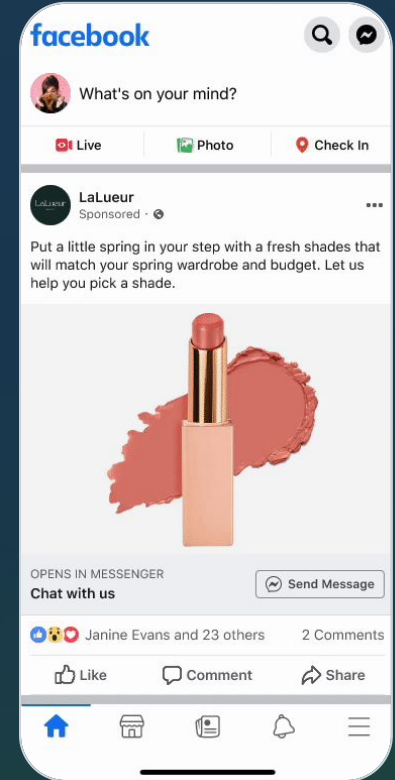 facebook
What's on your mind?
Live Photo Check In
LaLueur
LaLueur
Sponsored ·
Put a little spring in your step with a fresh shades that
will match your spring wardrobe and budget. Let us
help you pick a shade.
OPENS IN MESSENGER
Chat with us
Send Message
Janine Evans and 23 others 2 Comments
Like Comment Share